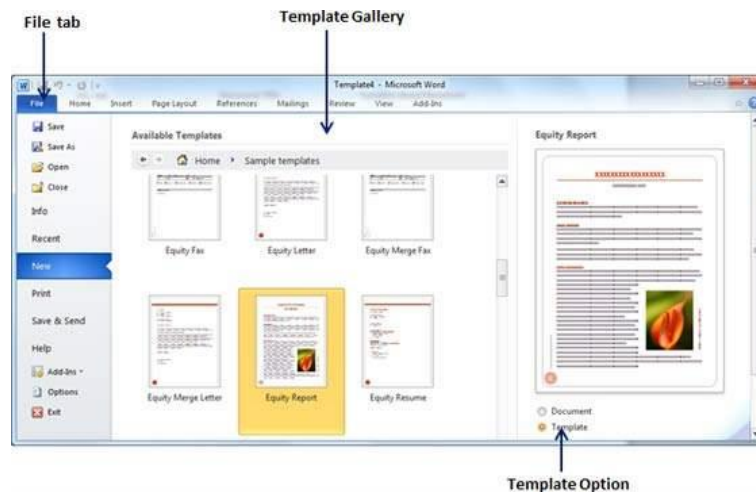 File tab
Template Gallery
Template4 - Microsoft Word
File Home Insert Page Layout References Mailings Review View Add-Ins
Save
Save As
Open
Close
Info
Recent
New
Print
Save & Send
Help
Add-Ins
Options
Exit
Available Templates
Home Sample templates
Equity Fax Equity Letter Equity Merge Fax
Equity Merge Letter Equity Report Equity Resume
Equity Report
Document
Template
Template Option